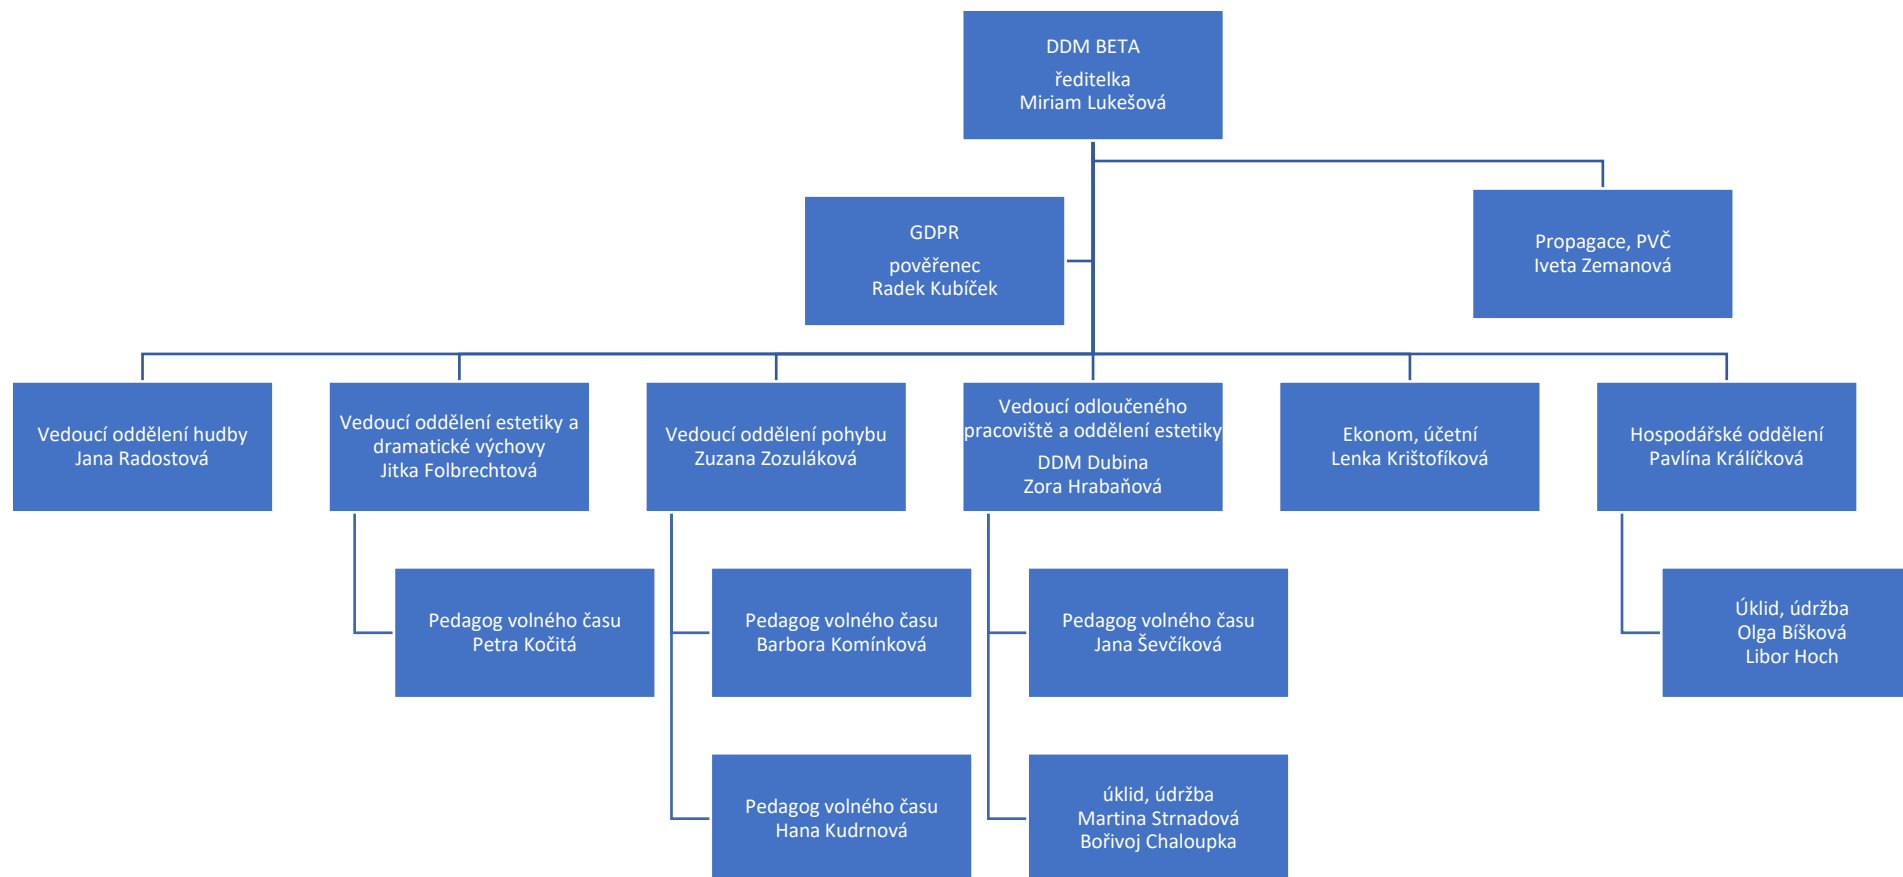 DDM BETA
ředitelka
Miriam Lukešová
GDPR
pověřenec
Radek Kubíček
Propagace, PVČ
Iveta Zemanová
Vedoucí oddělení hudby
Jana Radostová
Vedoucí oddělení estetiky a
dramatické výchovy
Jitka Folbrechtová
Vedoucí oddělení pohybu
Zuzana Zozuláková
Vedoucí odloučeného
pracoviště a oddělení estetiky
DDM Dubina
Zora Hrabaňová
Ekonom, účetní
Lenka Krištofíková
Hospodářské oddělení
Pavlína Králíčková
Pedagog volného času
Petra Kočitá
Pedagog volného času
Barbora Komínková
Pedagog volného času
Jana Ševčíková
Úklid, údržba
Olga Bíšková
Libor Hoch
Pedagog volného času
Hana Kudrnová
úklid, údržba
Martina Strnadová
Bořivoj Chaloupka